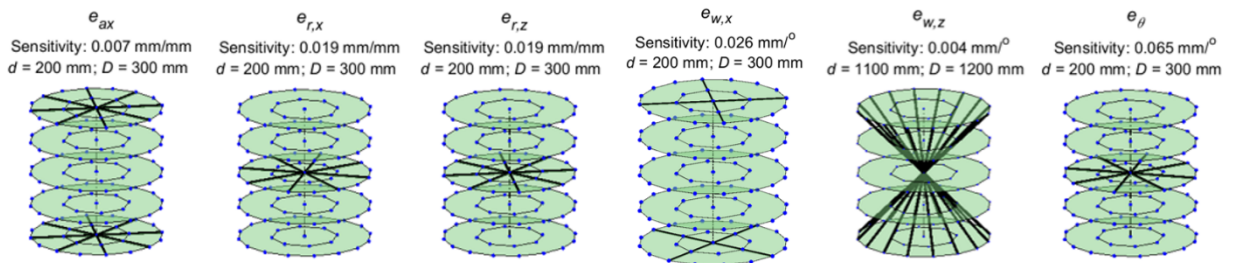 e_ax
Sensitivity: 0.007 mm/mm
d = 200 mm; D = 300 mm
e_r,x
Sensitivity: 0.019 mm/mm
d = 200 mm; D = 300 mm
e_r,z
Sensitivity: 0.019 mm/mm
d = 200 mm; D = 300 mm
e_w,x
Sensitivity: 0.026 mm/°
d = 200 mm; D = 300 mm
e_w,z
Sensitivity: 0.004 mm/°
d = 1100 mm; D = 1200 mm
e_θ
Sensitivity: 0.065 mm/°
d = 200 mm; D = 300 mm